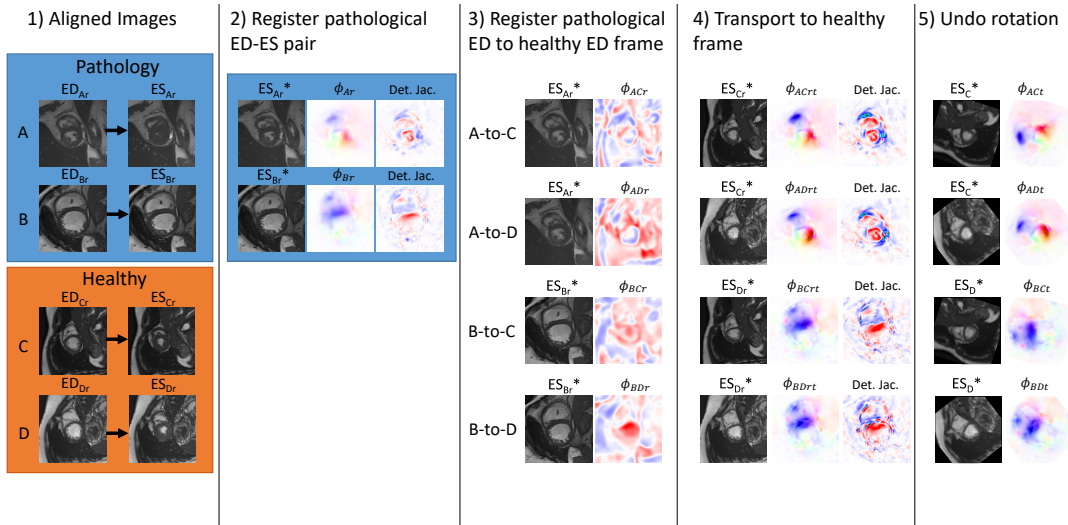 1) Aligned Images
Pathology
ED_Ar ES_Ar
A
ED_Br ES_Br
B
Healthy
ED_Cr ES_Cr
C
ED_Dr ES_Dr
D
2) Register pathological
ED-ES pair
ES_Ar* ϕ_Ar Det. Jac.
ES_Br* ϕ_Br Det. Jac.
3) Register pathological
ED to healthy ED frame
ES_Ar* ϕ_ACr
A-to-C
ES_Ar* ϕ_ADr
A-to-D
ES_Br* ϕ_BCr
B-to-C
ES_Br* ϕ_BDr
B-to-D
4) Transport to healthy
frame
ES_Cr* ϕ_ACrt Det. Jac.
ES_Cr* ϕ_ADrt Det. Jac.
ES_Dr* ϕ_BCrt Det. Jac.
ES_Dr* ϕ_BDrt Det. Jac.
5) Undo rotation
ES_C* ϕ_ACt
ES_C* ϕ_ADt
ES_D* ϕ_BCt
ES_D* ϕ_BDt